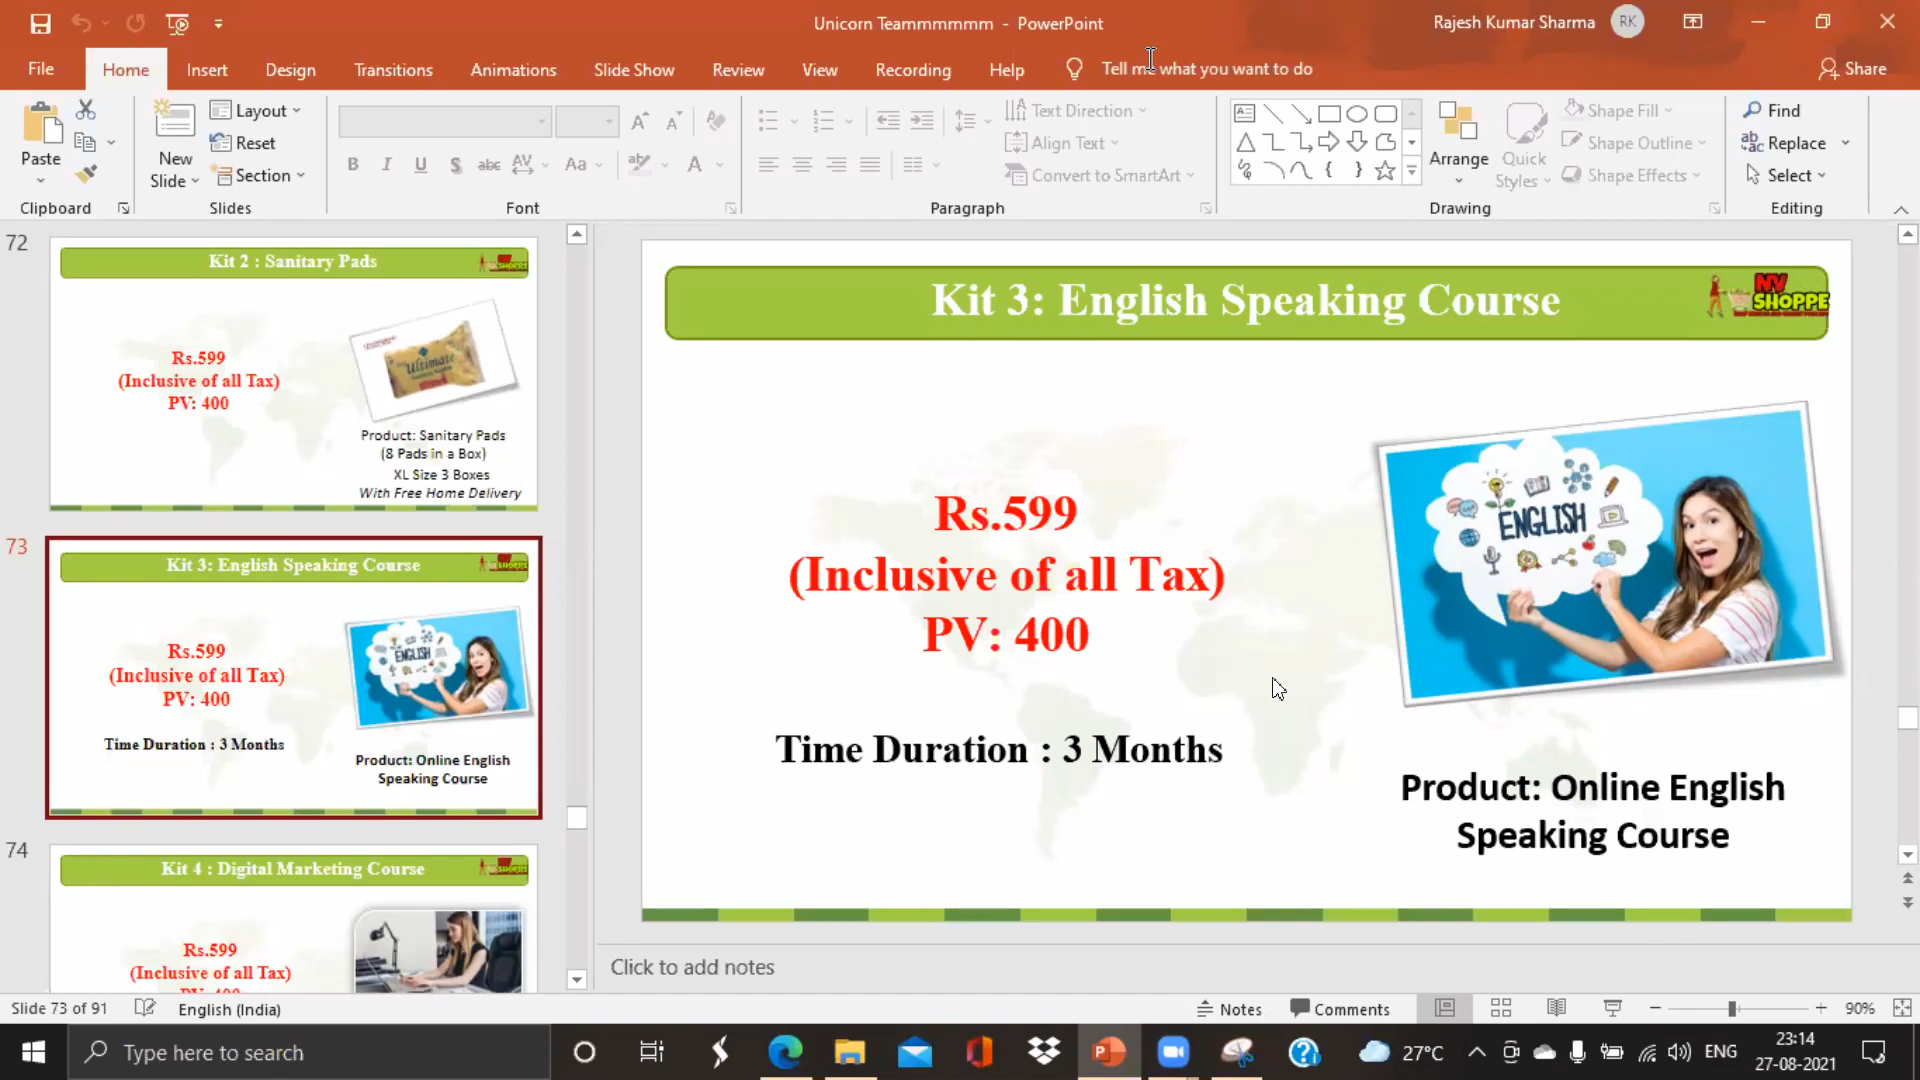 Unicorn Teammmmmm - PowerPoint
Rajesh Kumar Sharma
RK
File
Home
Insert
Design
Transitions
Animations
Slide Show
Review
View
Recording
Help
Tell me what you want to do
Share
Paste
Clipboard
New Slide
Layout
Reset
Section
Slides
Font
Text Direction
Align Text
Convert to SmartArt
Paragraph
Arrange
Quick Styles
Shape Fill
Shape Outline
Shape Effects
Drawing
Find
Replace
Select
Editing
72
Kit 2 : Sanitary Pads
Rs.599
(Inclusive of all Tax)
PV: 400
Ultimate
Product: Sanitary Pads
(8 Pads in a Box)
XL Size 3 Boxes
With Free Home Delivery
73
Kit 3: English Speaking Course
Rs.599
(Inclusive of all Tax)
PV: 400
Time Duration : 3 Months
ENGLISH
Product: Online English
Speaking Course
74
Kit 4 : Digital Marketing Course
Rs.599
(Inclusive of all Tax)
PV: 400
Kit 3: English Speaking Course
NV
SHOPPE
Rs.599
(Inclusive of all Tax)
PV: 400
Time Duration : 3 Months
ENGLISH
Product: Online English
Speaking Course
Click to add notes
Slide 73 of 91
English (India)
Notes
Comments
90%
Type here to search
27°C
ENG
23:14
27-08-2021